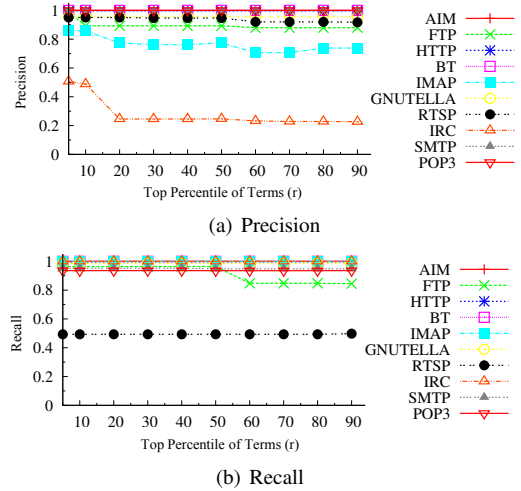 1
0.8
0.6
0.4
0.2
0
Precision
10 20 30 40 50 60 70 80 90
Top Percentile of Terms (r)
AIM
FTP
HTTP
BT
IMAP
GNUTELLA
RTSP
IRC
SMTP
POP3
(a) Precision
1
0.8
0.6
0.4
0.2
0
Recall
10 20 30 40 50 60 70 80 90
Top Percentile of Terms (r)
AIM
FTP
HTTP
BT
IMAP
GNUTELLA
RTSP
IRC
SMTP
POP3
(b) Recall